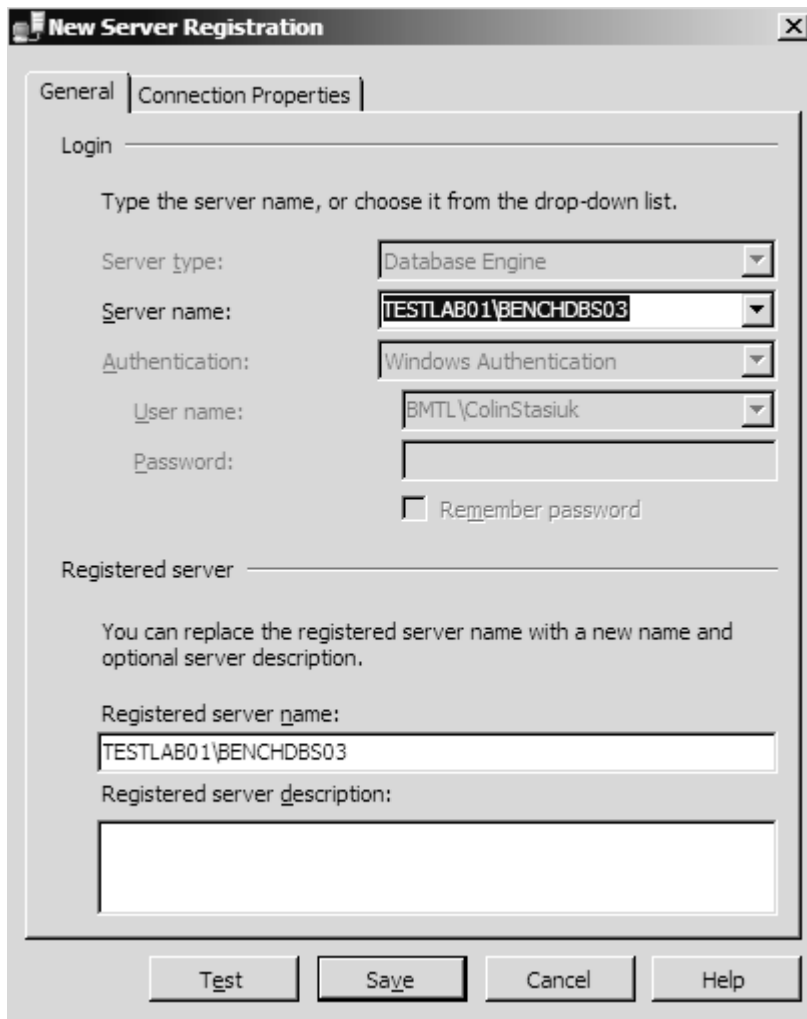 New Server Registration
General
Connection Properties
Login
Type the server name, or choose it from the drop-down list.
Server type: Database Engine
Server name: TESTLAB01\BENCHDBS03
Authentication: Windows Authentication
User name: BMTL\ColinStasiuk
Password:
Remember password
Registered server
You can replace the registered server name with a new name and
optional server description.
Registered server name:
TESTLAB01\BENCHDBS03
Registered server description:
Test Save Cancel Help